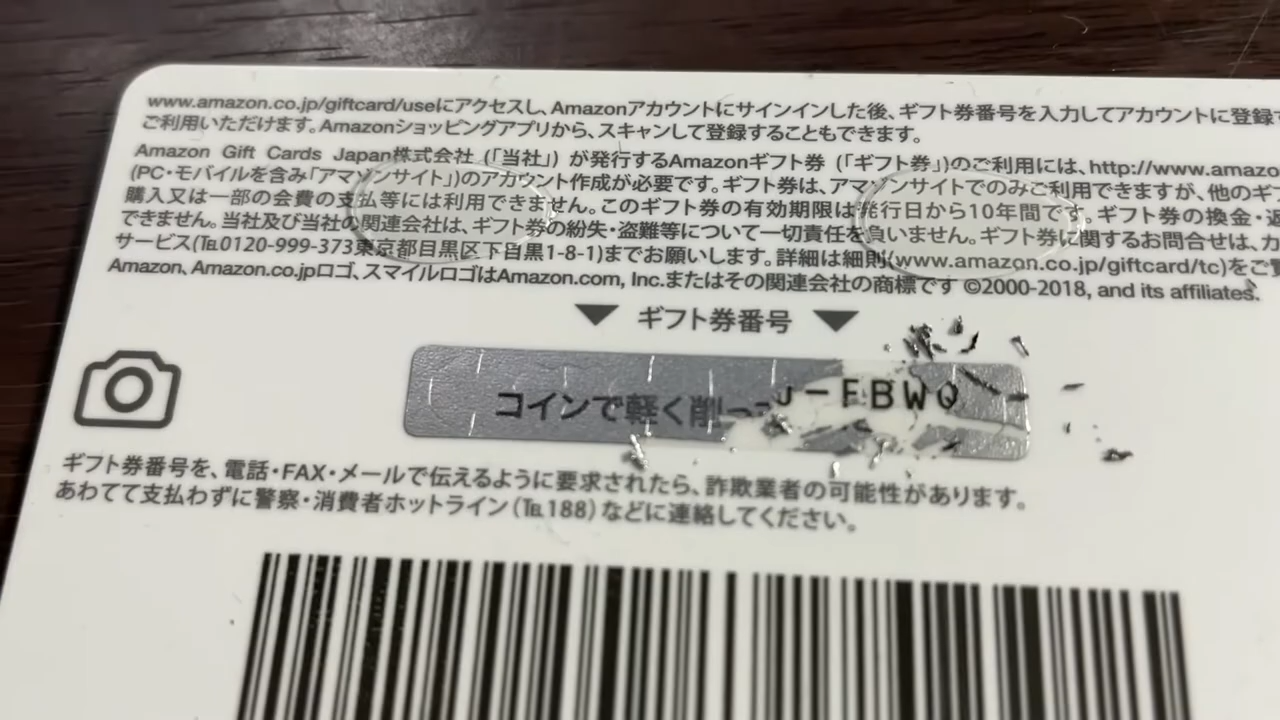 www.amazon.co.jp/giftcard/useにアクセスし、Amazonアカウントにサインインした後、ギフト券番号を入力してアカウントに登録す
ご利用いただけます。Amazonショッピングアプリから、スキャンして登録することもできます。
Amazon Gift Cards Japan株式会社（「当社」）が発行するAmazonギフト券（「ギフト券」）のご利用には、http://www.amazo
(PC・モバイルを含み「アマゾンサイト」)のアカウント作成が必要です。ギフト券は、アマゾンサイトでのみご利用できますが、他のギフ
購入又は一部の会費の支払等には利用できません。このギフト券の有効期限は発行日から10年間です。ギフト券の換金・返
できません。当社及び当社の関連会社は、ギフト券の紛失・盗難等について一切責任を負いません。ギフト券に関するお問合せは、カ
サービス(℡0120-999-373東京都目黒区下目黒1-8-1)までお願いします。詳細は細則(www.amazon.co.jp/giftcard/tc)をご覧
Amazon、Amazon.co.jpロゴ、スマイルロゴはAmazon.com, Inc.またはその関連会社の商標です ©2000-2018, and its affiliates.
▼ ギフト券番号 ▼
コインで軽く削っ -FBWQ
ギフト券番号を、電話・FAX・メールで伝えるように要求されたら、詐欺業者の可能性があります。
あわてて支払わずに警察・消費者ホットライン（℡188）などに連絡してください。